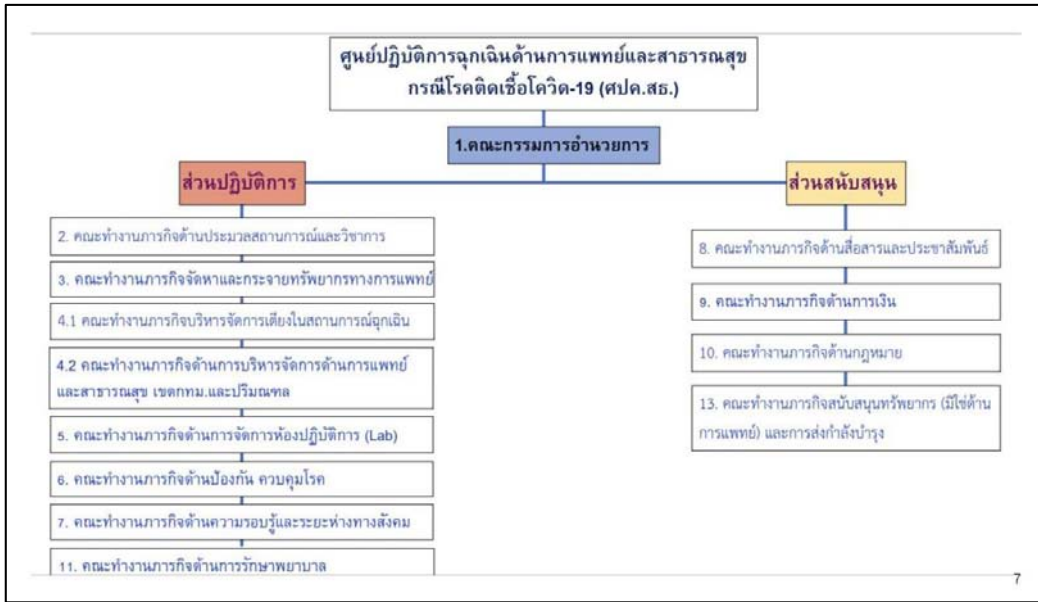 ศูนย์ปฏิบัติการฉุกเฉินด้านการแพทย์และสาธารณสุข
กรณีโรคติดเชื้อโควิด-19 (ศปค.สธ.)
1.คณะกรรมการอำนวยการ
ส่วนปฏิบัติการ
2. คณะทำงานภารกิจด้านประมวลสถานการณ์และวิชาการ
3. คณะทำงานภารกิจจัดหาและกระจายทรัพยากรทางการแพทย์
4.1 คณะทำงานภารกิจบริหารจัดการเตียงในสถานการณ์ฉุกเฉิน
4.2 คณะทำงานภารกิจด้านการบริหารจัดการด้านการแพทย์
และสาธารณสุข เขตกทม.และปริมณฑล
5. คณะทำงานภารกิจด้านการจัดการห้องปฏิบัติการ (Lab)
6. คณะทำงานภารกิจด้านป้องกัน ควบคุมโรค
7. คณะทำงานภารกิจด้านความรอบรู้และระยะห่างทางสังคม
11. คณะทำงานภารกิจด้านการรักษาพยาบาล
ส่วนสนับสนุน
8. คณะทำงานภารกิจด้านสื่อสารและประชาสัมพันธ์
9. คณะทำงานภารกิจด้านการเงิน
10. คณะทำงานภารกิจด้านกฎหมาย
13. คณะทำงานภารกิจสนับสนุนทรัพยากร (มิใช่ด้าน
การแพทย์) และการส่งกำลังบำรุง
7